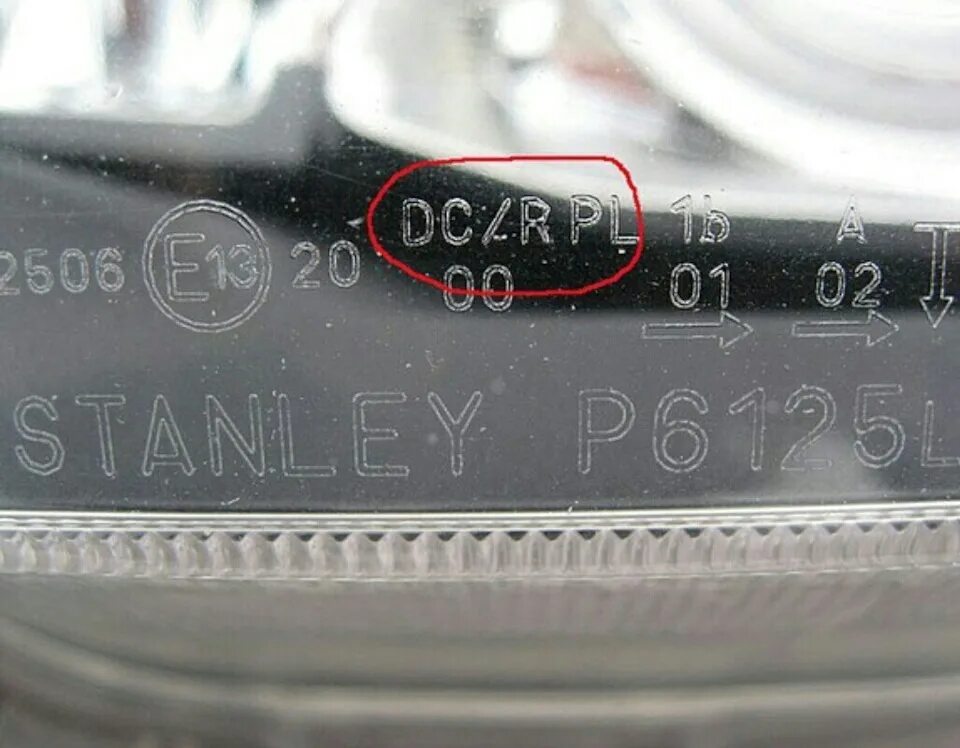 DC/R PL 1b A
2506 E13 20 00 01 02
STANLEY P6125L